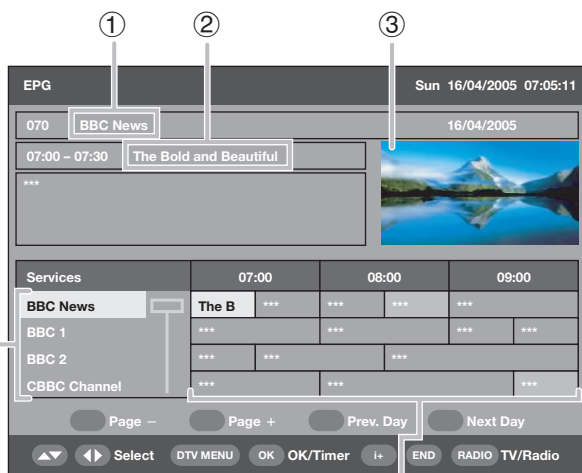 ① ② ③
EPG Sun 16/04/2005 07:05:11
070 BBC News 16/04/2005
07:00 – 07:30 The Bold and Beautiful
***
Services 07:00 08:00 09:00
BBC News The B *** *** *** ***
BBC 1 *** *** *** ***
BBC 2 *** *** ***
CBBC Channel *** *** ***
Page – Page + Prev. Day Next Day
Select DTV MENU OK OK/Timer i+ END RADIO TV/Radio